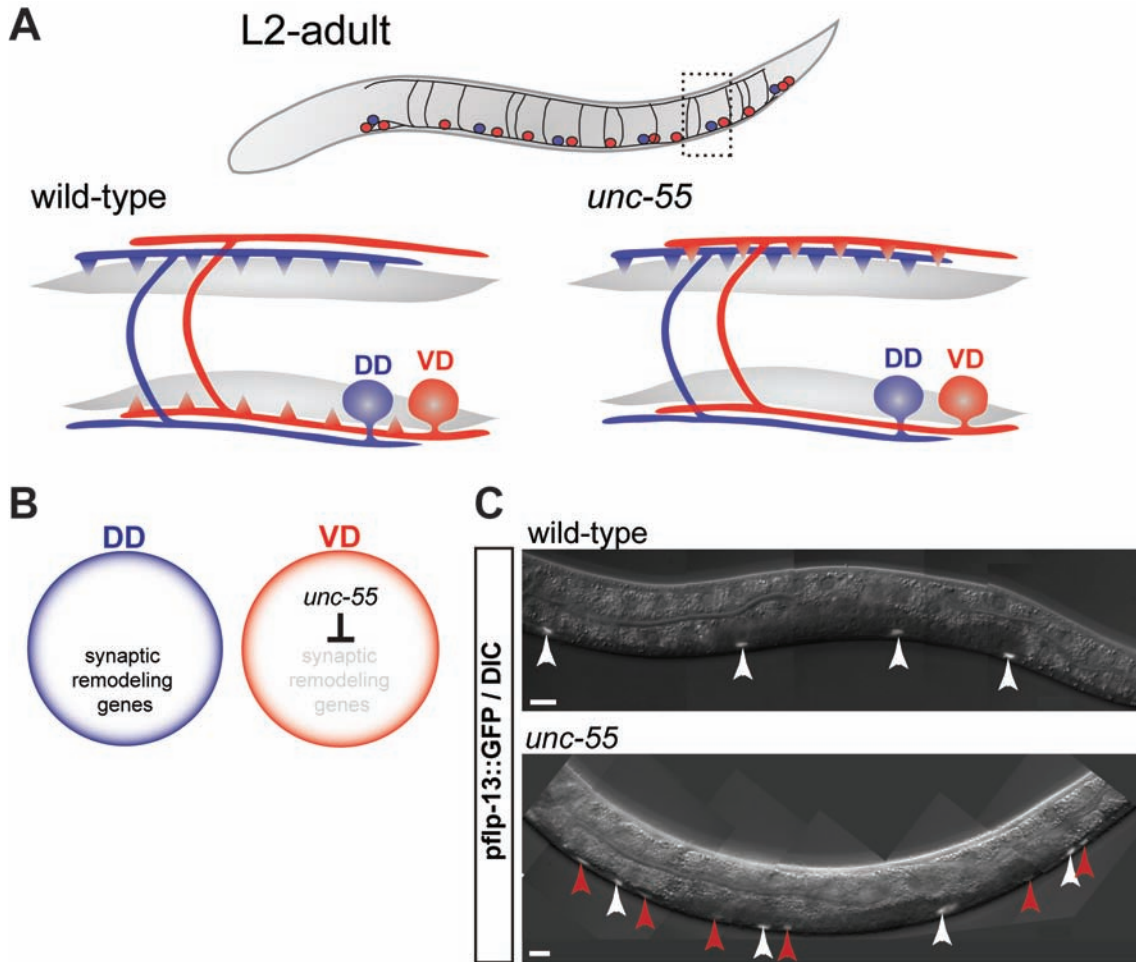 A
L2-adult
wild-type
unc-55
DD
VD
DD
VD
B
DD
VD
synaptic
remodeling
genes
unc-55
synaptic
remodeling
genes
C
pflp-13::GFP / DIC
wild-type
unc-55